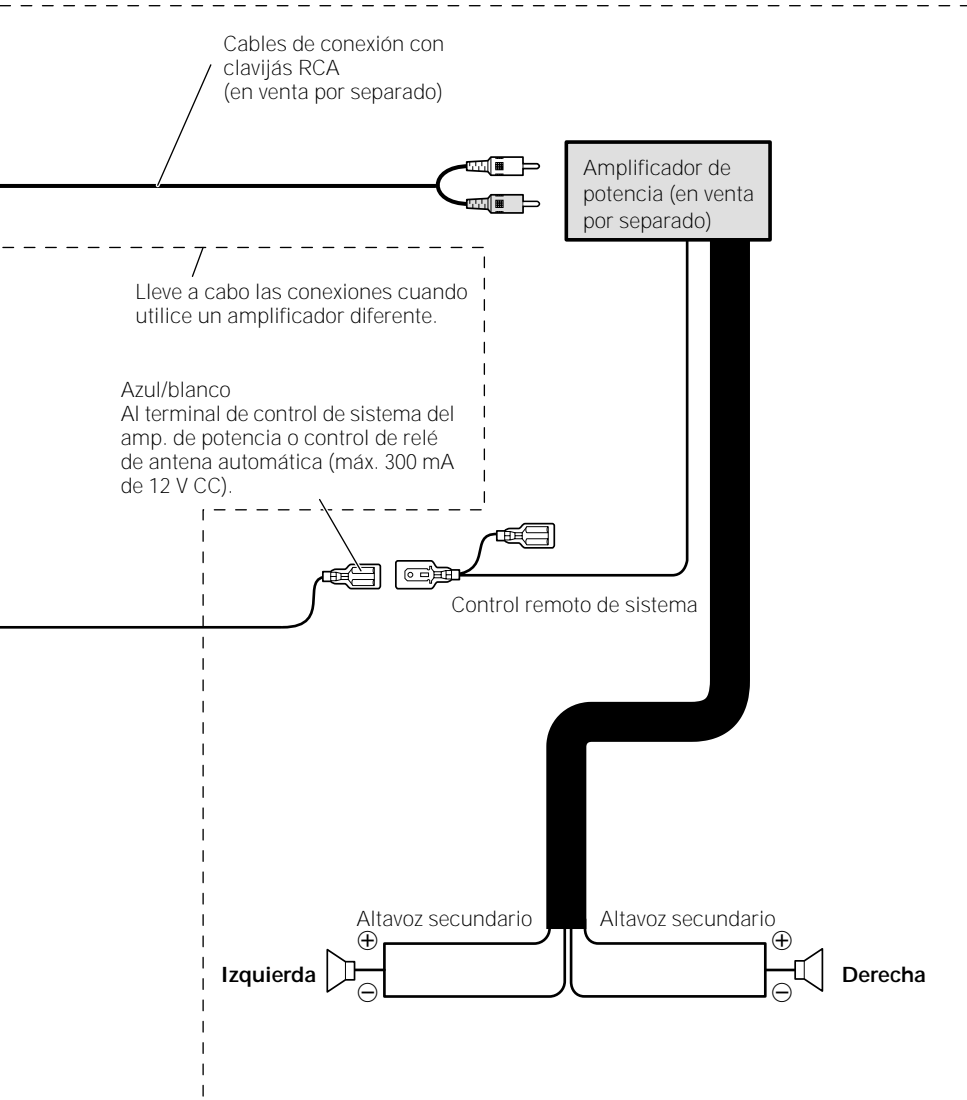 Cables de conexión con
clavijás RCA
(en venta por separado)
Amplificador de
potencia (en venta
por separado)
Lleve a cabo las conexiones cuando
utilice un amplificador diferente.
Azul/blanco
Al terminal de control de sistema del
amp. de potencia o control de relé
de antena automática (máx. 300 mA
de 12 V CC).
Control remoto de sistema
Altavoz secundario
Altavoz secundario
+
+
Izquierda
Derecha
−
−